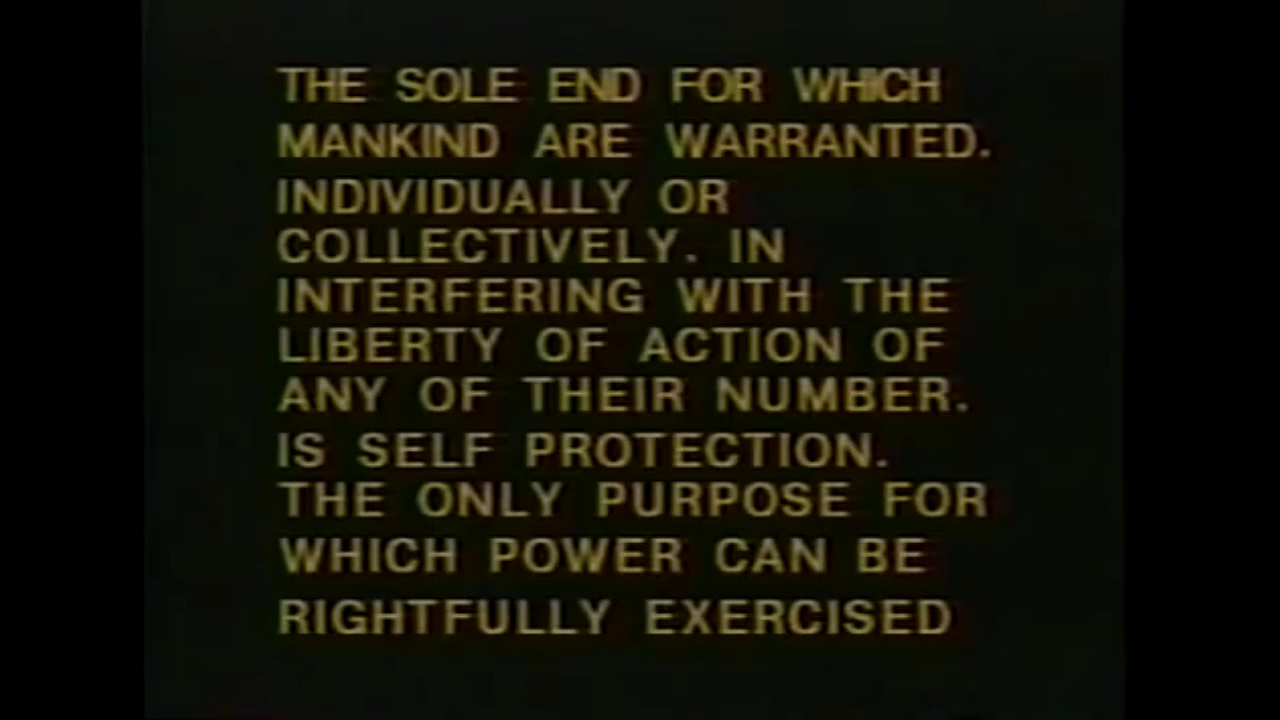 THE SOLE END FOR WHICH
MANKIND ARE WARRANTED.
INDIVIDUALLY OR
COLLECTIVELY. IN
INTERFERING WITH THE
LIBERTY OF ACTION OF
ANY OF THEIR NUMBER.
IS SELF PROTECTION.
THE ONLY PURPOSE FOR
WHICH POWER CAN BE
RIGHTFULLY EXERCISED